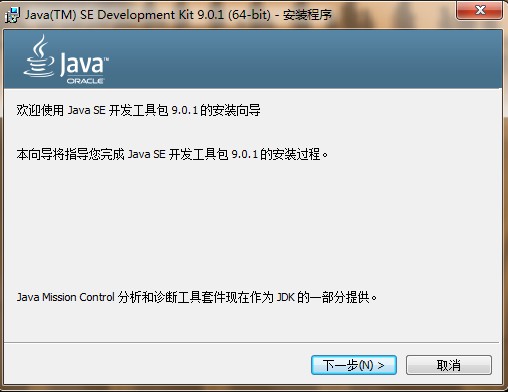 Java(TM) SE Development Kit 9.0.1 (64-bit) - 安装程序
Java™
ORACLE
欢迎使用 Java SE 开发工具包 9.0.1 的安装向导
本向导将指导您完成 Java SE 开发工具包 9.0.1 的安装过程。
Java Mission Control 分析和诊断工具套件现在作为 JDK 的一部分提供。
下一步(N) >
取消